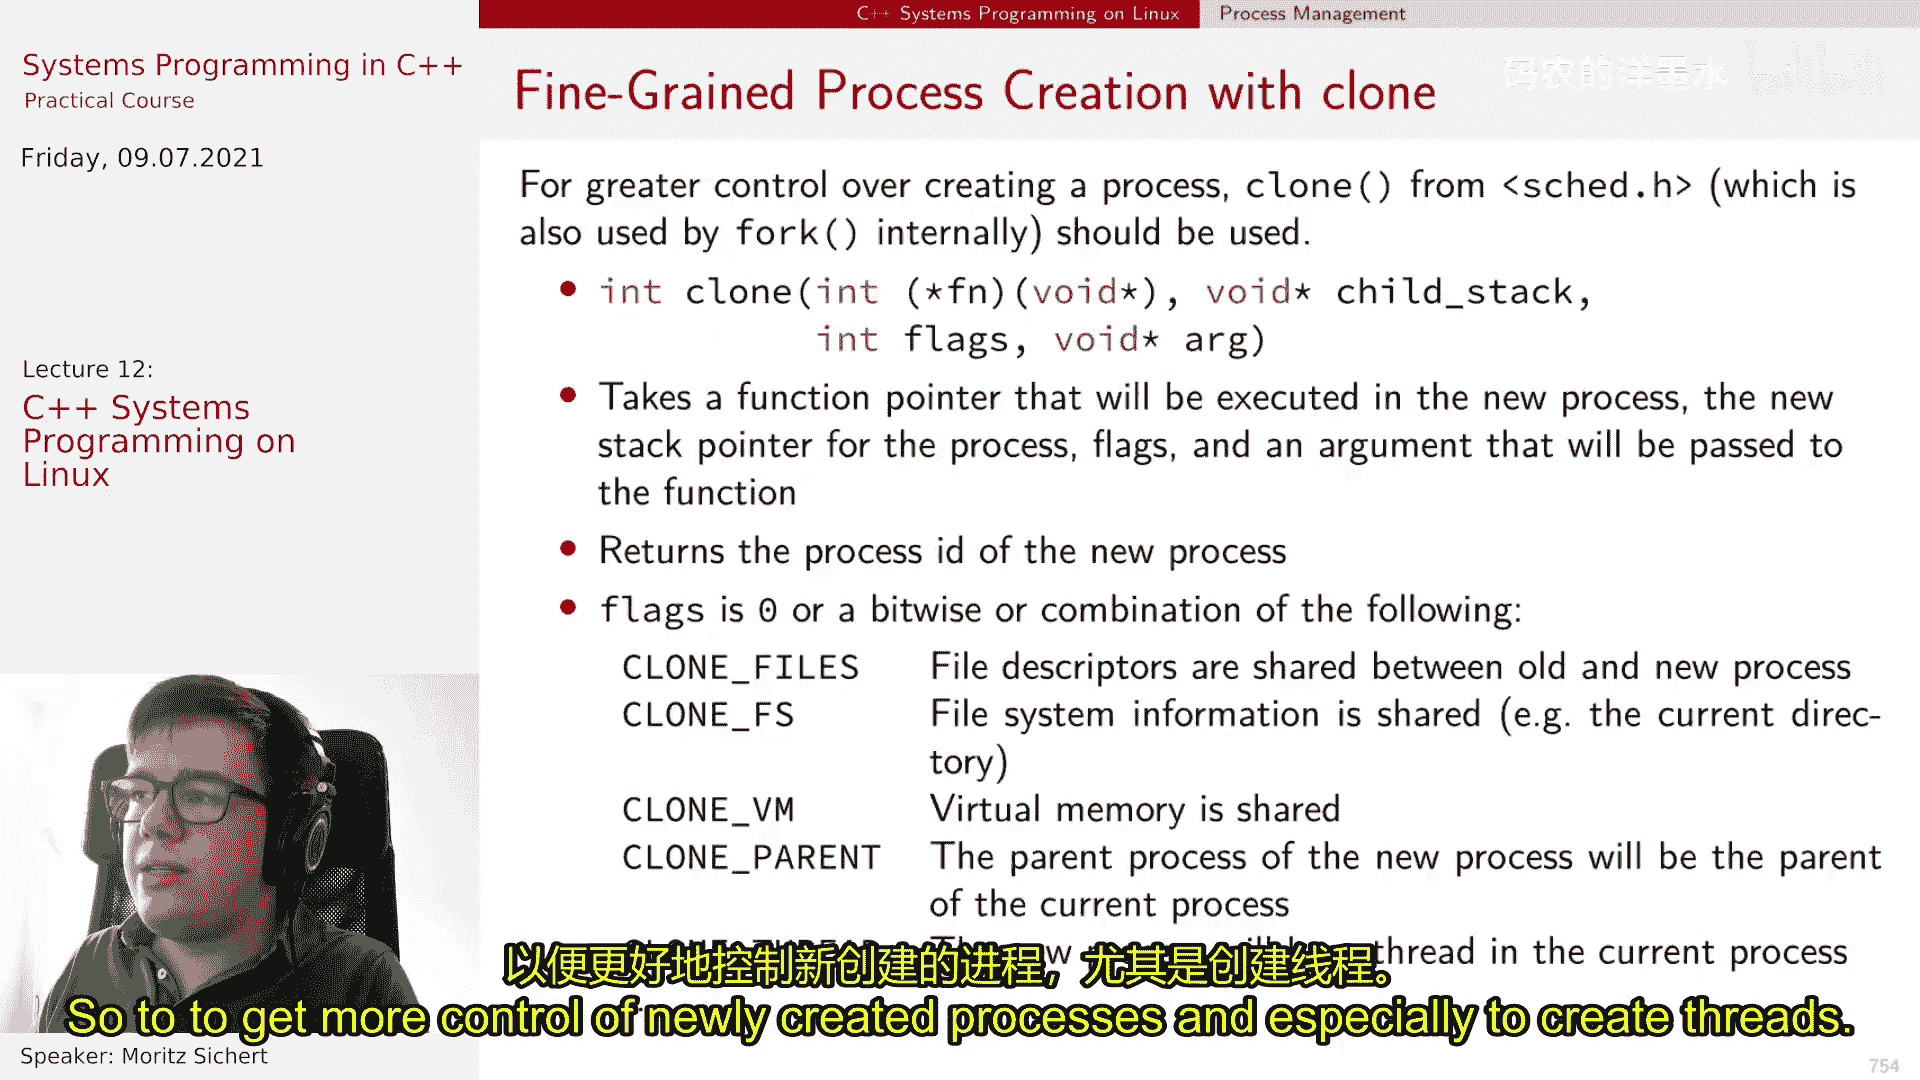 C++ Systems Programming on Linux
Process Management
Systems Programming in C++
Practical Course
Friday, 09.07.2021
Lecture 12:
C++ Systems
Programming on
Linux
码农的洋墨水
Fine-Grained Process Creation with clone
For greater control over creating a process, clone() from <sched.h> (which is
also used by fork() internally) should be used.
• int clone(int (*fn)(void*), void* child_stack,
int flags, void* arg)
• Takes a function pointer that will be executed in the new process, the new
stack pointer for the process, flags, and an argument that will be passed to
the function
• Returns the process id of the new process
• flags is 0 or a bitwise or combination of the following:
CLONE_FILES File descriptors are shared between old and new process
CLONE_FS File system information is shared (e.g. the current direc-
tory)
CLONE_VM Virtual memory is shared
CLONE_PARENT The parent process of the new process will be the parent
of the current process
thread in the current process
以便更好地控制新创建的进程，尤其是创建线程。
So to to get more control of newly created processes and especially to create threads.
Speaker: Moritz Sichert
754